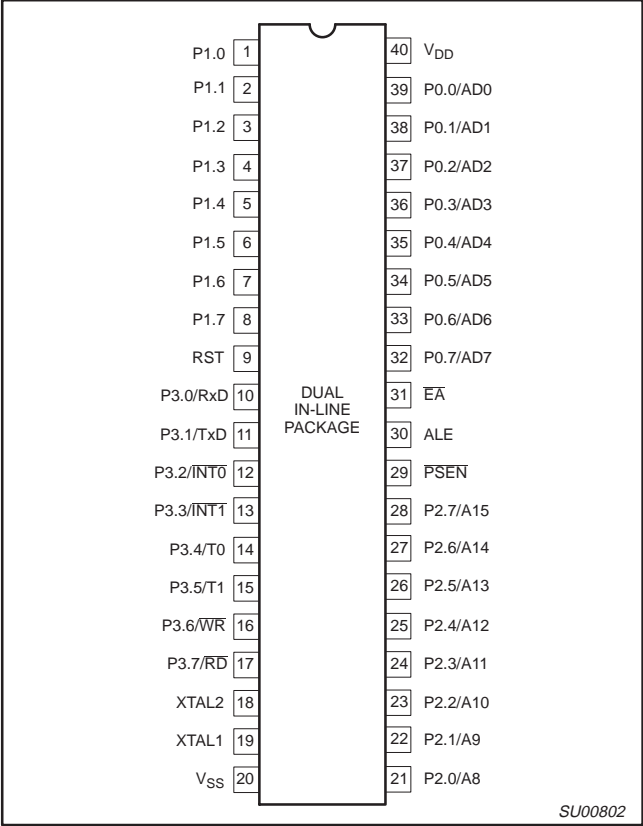 P1.0 1 40 VDD
P1.1 2 39 P0.0/AD0
P1.2 3 38 P0.1/AD1
P1.3 4 37 P0.2/AD2
P1.4 5 36 P0.3/AD3
P1.5 6 35 P0.4/AD4
P1.6 7 34 P0.5/AD5
P1.7 8 33 P0.6/AD6
RST 9 32 P0.7/AD7
P3.0/RxD 10 DUAL 31 E̅A̅
IN-LINE
P3.1/TxD 11 PACKAGE 30 ALE
P3.2/I̅N̅T̅0̅ 12 29 P̅S̅E̅N̅
P3.3/I̅N̅T̅1̅ 13 28 P2.7/A15
P3.4/T0 14 27 P2.6/A14
P3.5/T1 15 26 P2.5/A13
P3.6/W̅R̅ 16 25 P2.4/A12
P3.7/R̅D̅ 17 24 P2.3/A11
XTAL2 18 23 P2.2/A10
XTAL1 19 22 P2.1/A9
VSS 20 21 P2.0/A8
SU00802